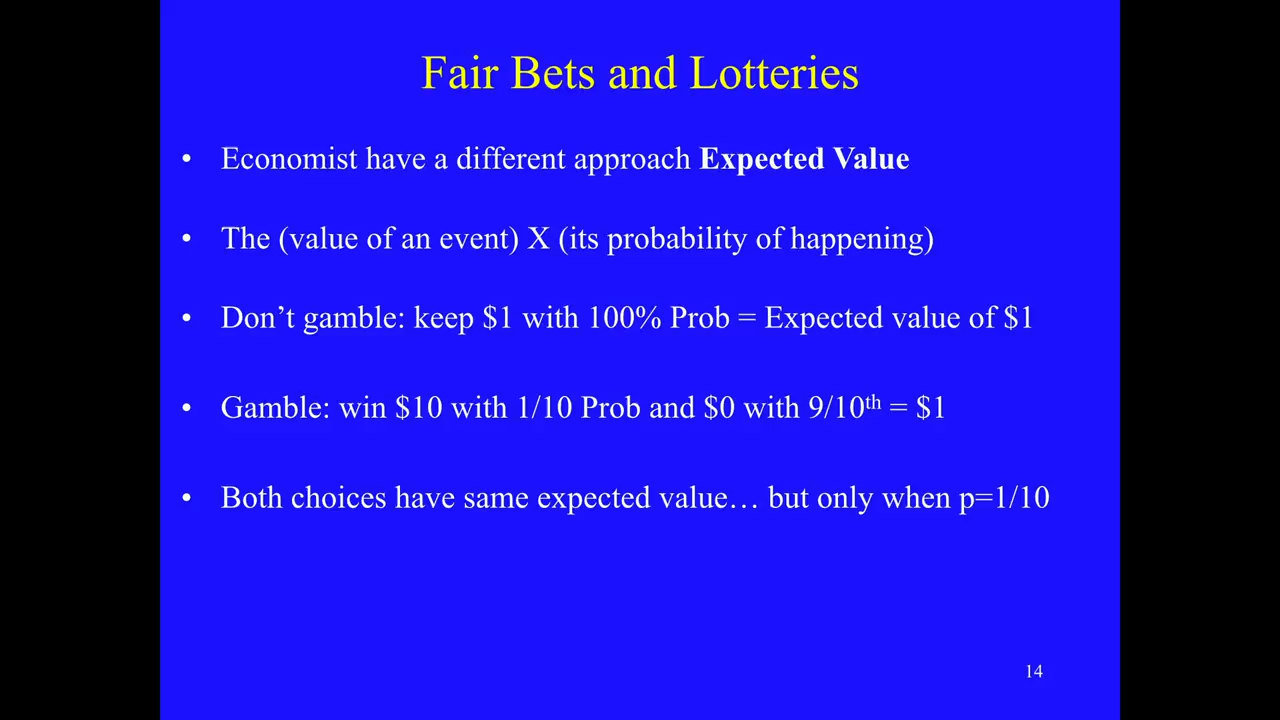 Fair Bets and Lotteries
• Economist have a different approach Expected Value
• The (value of an event) X (its probability of happening)
• Don’t gamble: keep $1 with 100% Prob = Expected value of $1
• Gamble: win $10 with 1/10 Prob and $0 with 9/10th = $1
• Both choices have same expected value… but only when p=1/10
14